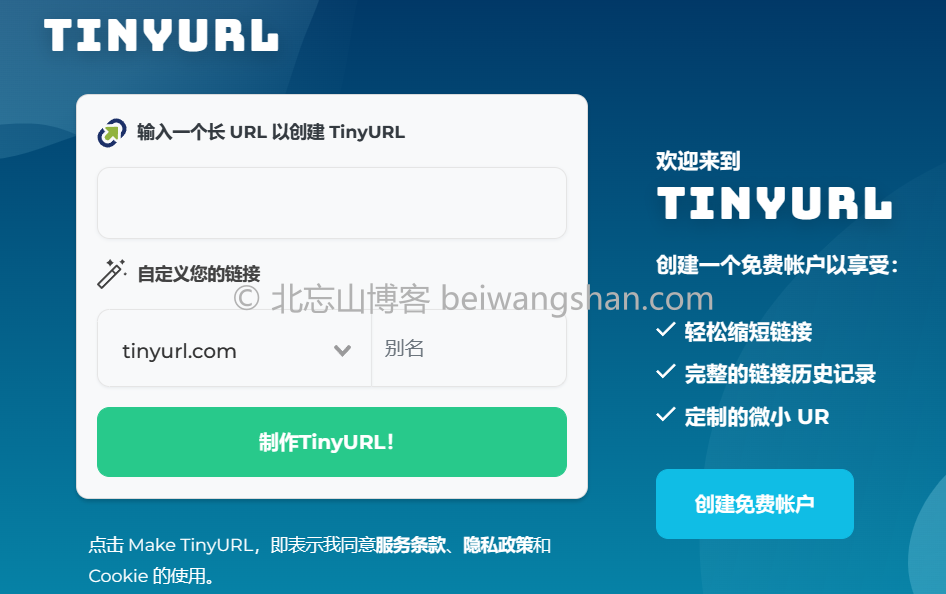 TINYURL
输入一个长 URL 以创建 TinyURL
自定义您的链接
© 北忘山博客 beiwangshan.com
tinyurl.com
别名
制作TinyURL!
点击 Make TinyURL，即表示我同意服务条款、隐私政策和
Cookie 的使用。
欢迎来到
TINYURL
创建一个免费帐户以享受：
轻松缩短链接
完整的链接历史记录
定制的微小 UR
创建免费帐户